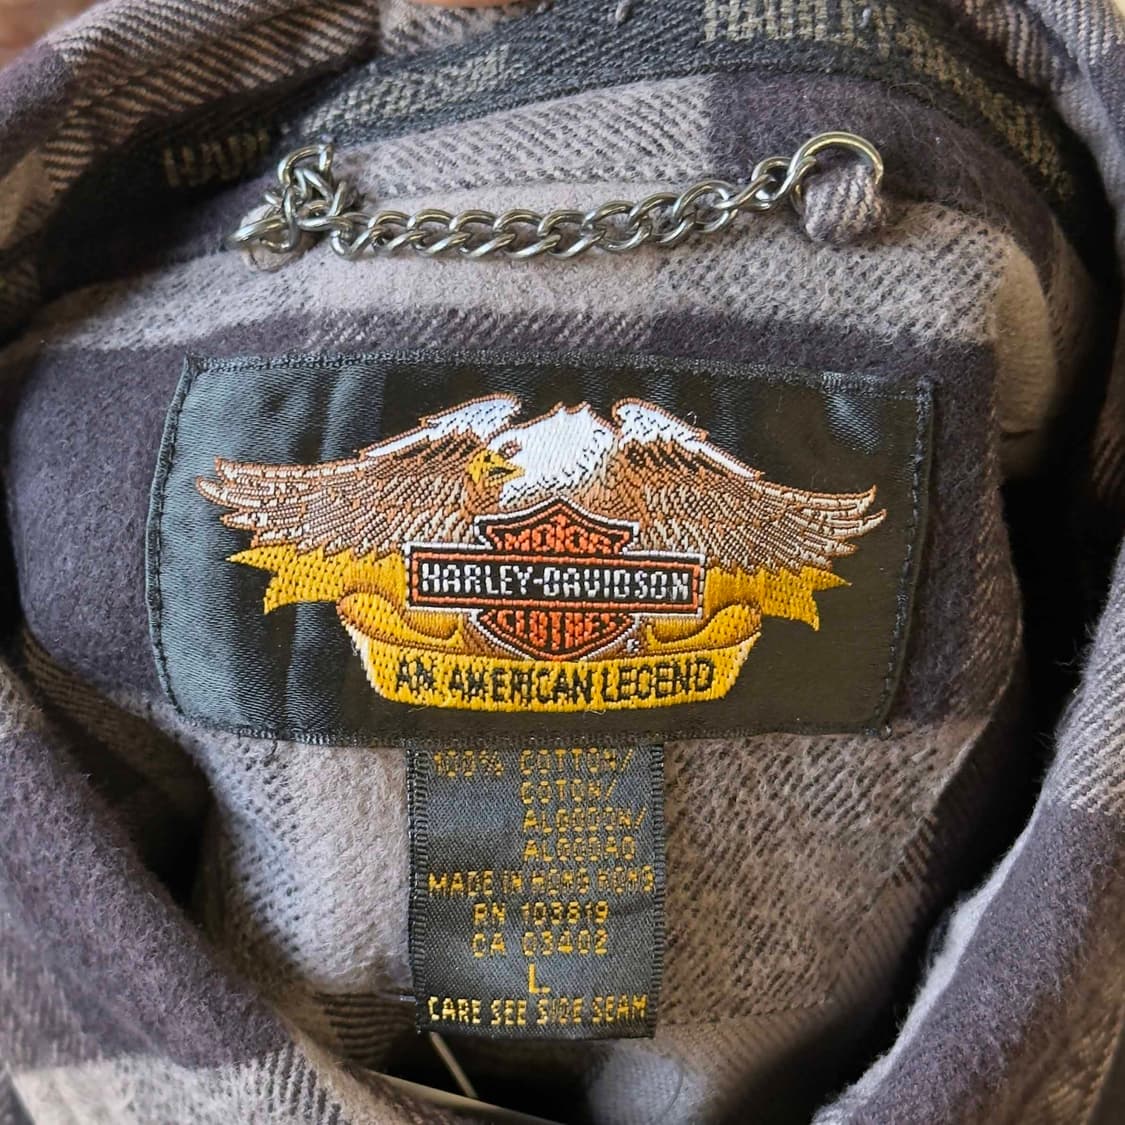 MOTOR
HARLEY-DAVIDSON
CLOTHES
AN AMERICAN LEGEND
100% COTTON/
COTON/
ALGODON/
ALGODAO
MADE IN HONG KONG
RN 103819
CA 03402
L
CARE SEE SIDE SEAM